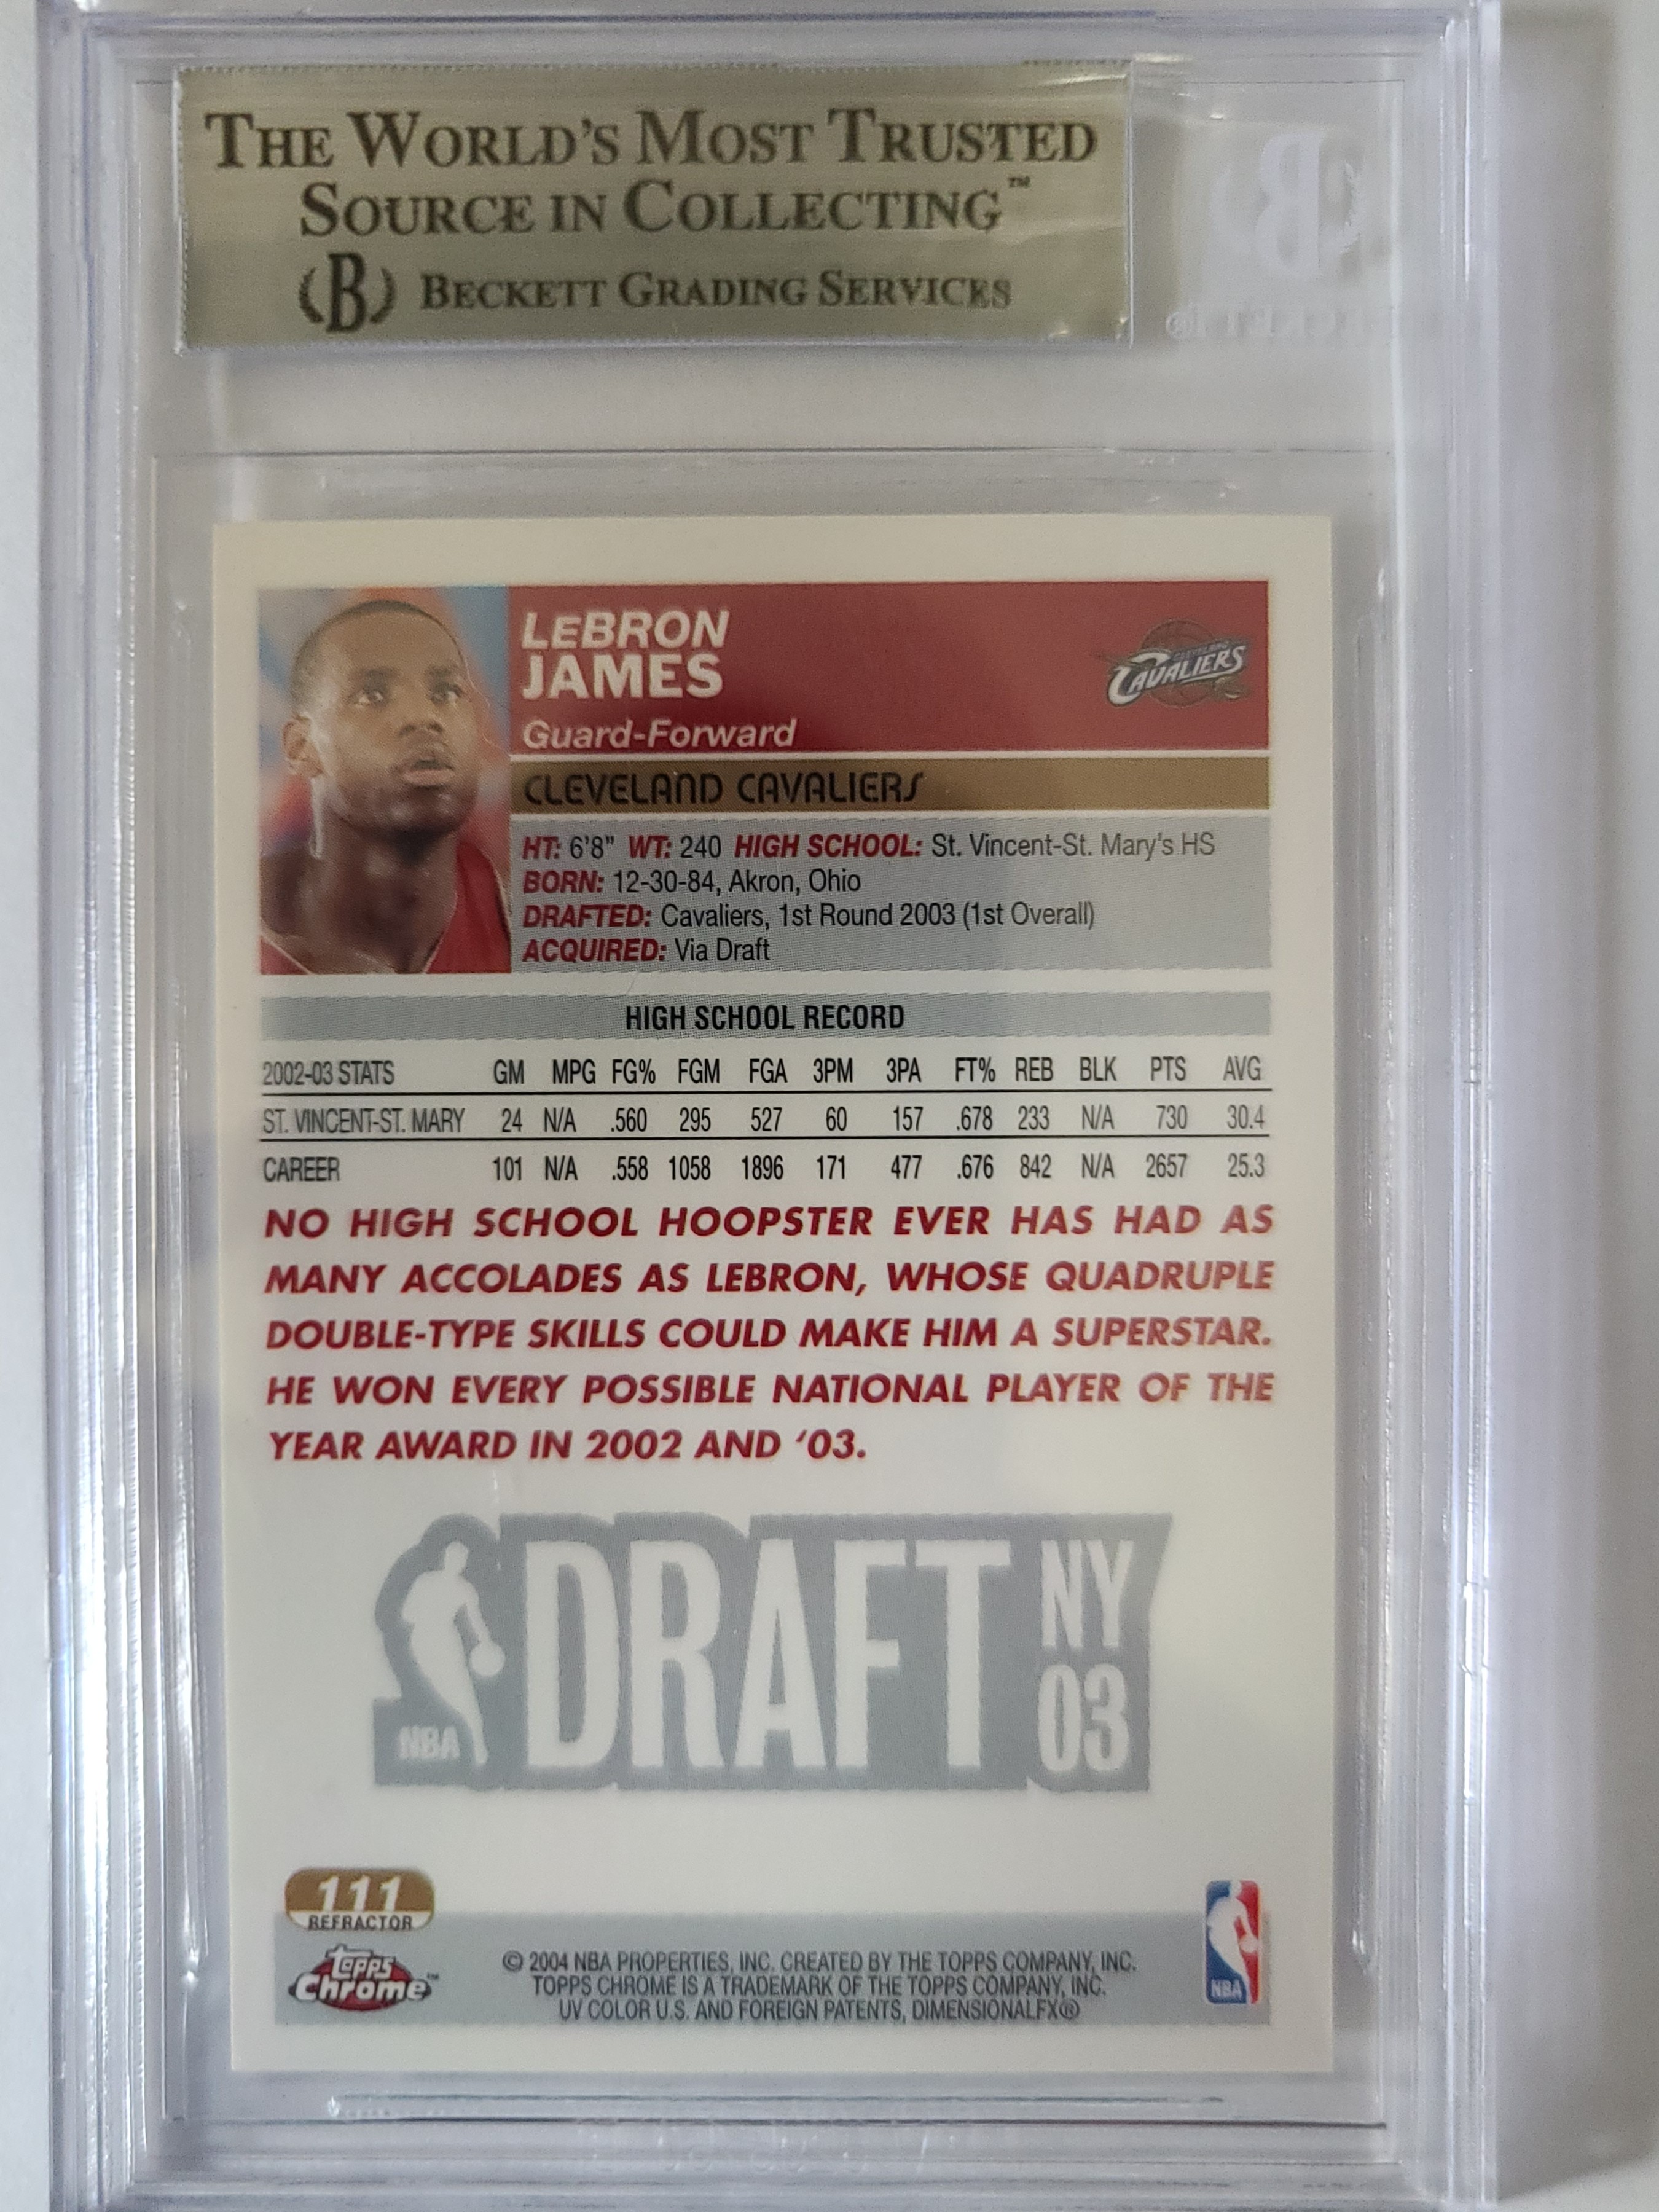 THE WORLD'S MOST TRUSTED
SOURCE IN COLLECTING™
B BECKETT GRADING SERVICES
LEBRON
JAMES
Guard-Forward
CLEVELAND CAVALIERS
CLEVELAND
CAVALIERS
HT: 6'8" WT: 240 HIGH SCHOOL: St. Vincent-St. Mary's HS
BORN: 12-30-84, Akron, Ohio
DRAFTED: Cavaliers, 1st Round 2003 (1st Overall)
ACQUIRED: Via Draft
HIGH SCHOOL RECORD
2002-03 STATS GM MPG FG% FGM FGA 3PM 3PA FT% REB BLK PTS AVG
ST. VINCENT-ST. MARY 24 N/A .560 295 527 60 157 .678 233 N/A 730 30.4
CAREER 101 N/A .558 1058 1896 171 477 .676 842 N/A 2657 25.3
NO HIGH SCHOOL HOOPSTER EVER HAS HAD AS
MANY ACCOLADES AS LEBRON, WHOSE QUADRUPLE
DOUBLE-TYPE SKILLS COULD MAKE HIM A SUPERSTAR.
HE WON EVERY POSSIBLE NATIONAL PLAYER OF THE
YEAR AWARD IN 2002 AND '03.
NBA DRAFT NY
03
111
REFRACTOR
Topps
Chrome™
© 2004 NBA PROPERTIES, INC. CREATED BY THE TOPPS COMPANY, INC.
TOPPS CHROME IS A TRADEMARK OF THE TOPPS COMPANY, INC.
UV COLOR U.S. AND FOREIGN PATENTS, DIMENSIONALFX®
NBA